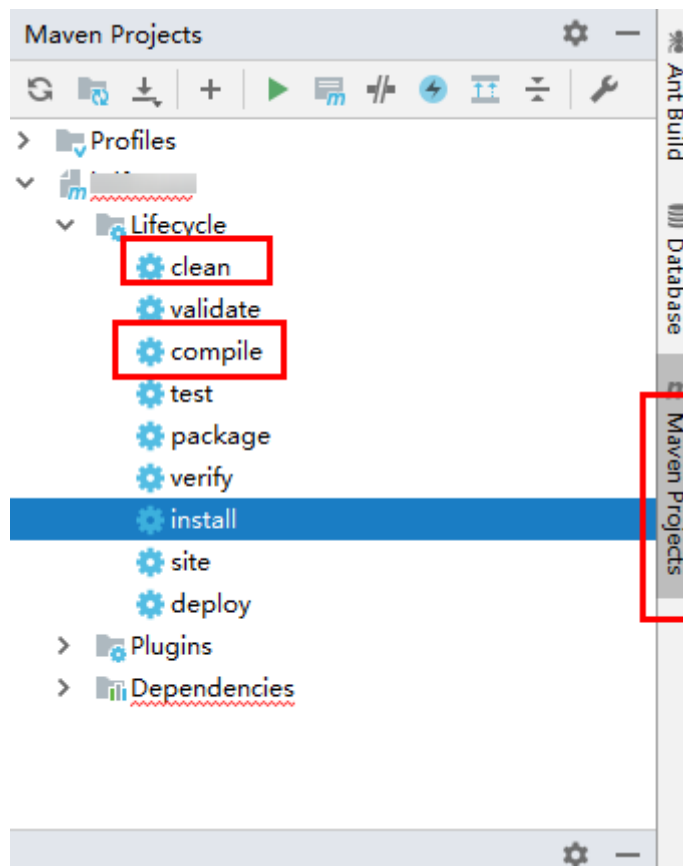 Maven Projects
Profiles
Lifecycle
clean
validate
compile
test
package
verify
install
site
deploy
Plugins
Dependencies
Ant Build
Database
Maven Projects